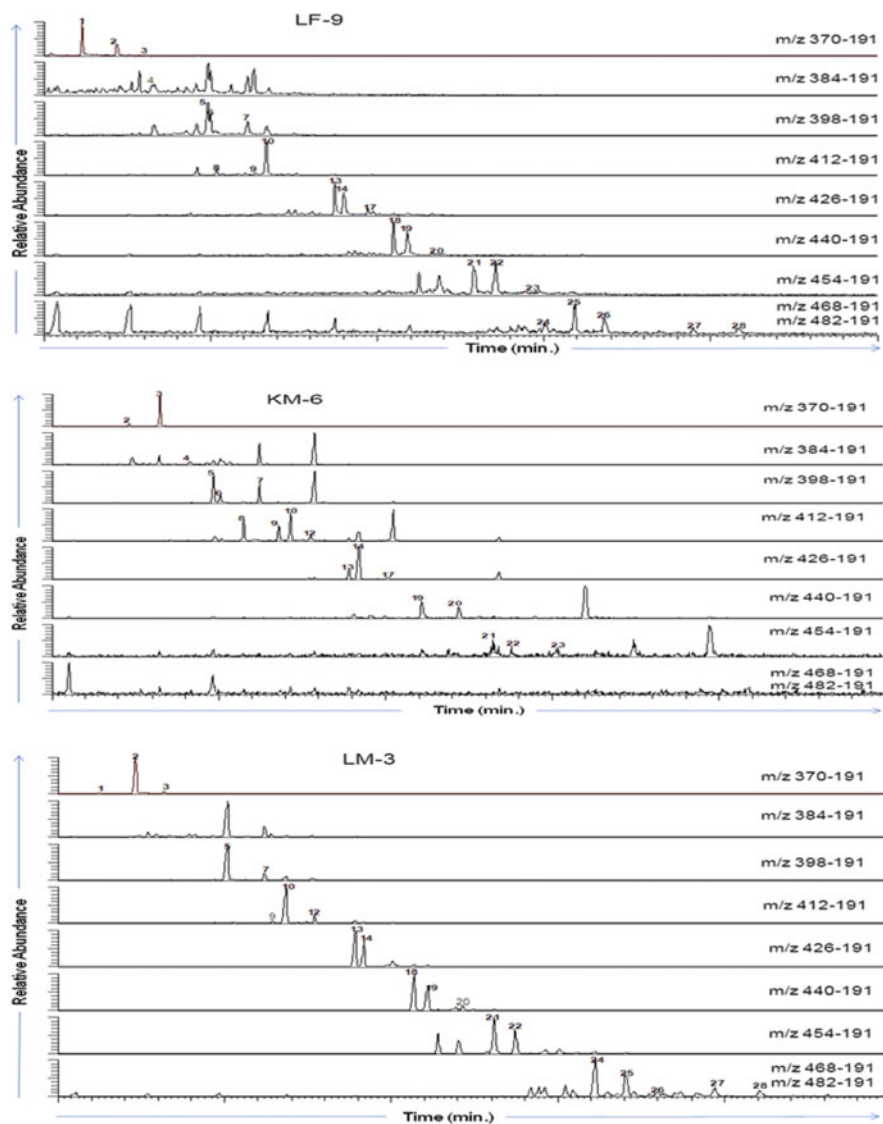 LF-9
Relative Abundance
1 2 3 m/z 370-191
4 m/z 384-191
5 6 7 m/z 398-191
8 9 10 m/z 412-191
13 14 17 m/z 426-191
18 19 20 m/z 440-191
21 22 23 m/z 454-191
24 25 26 27 28 m/z 468-191
m/z 482-191
Time (min.)
KM-6
Relative Abundance
2 3 m/z 370-191
4 m/z 384-191
5 6 7 m/z 398-191
8 9 10 12 m/z 412-191
13 14 17 m/z 426-191
19 20 m/z 440-191
21 22 23 m/z 454-191
m/z 468-191
m/z 482-191
Time (min.)
LM-3
Relative Abundance
1 2 3 m/z 370-191
m/z 384-191
5 7 m/z 398-191
9 10 12 m/z 412-191
13 14 m/z 426-191
18 19 20 m/z 440-191
21 22 m/z 454-191
24 25 26 27 28 m/z 468-191
m/z 482-191
Time (min.)